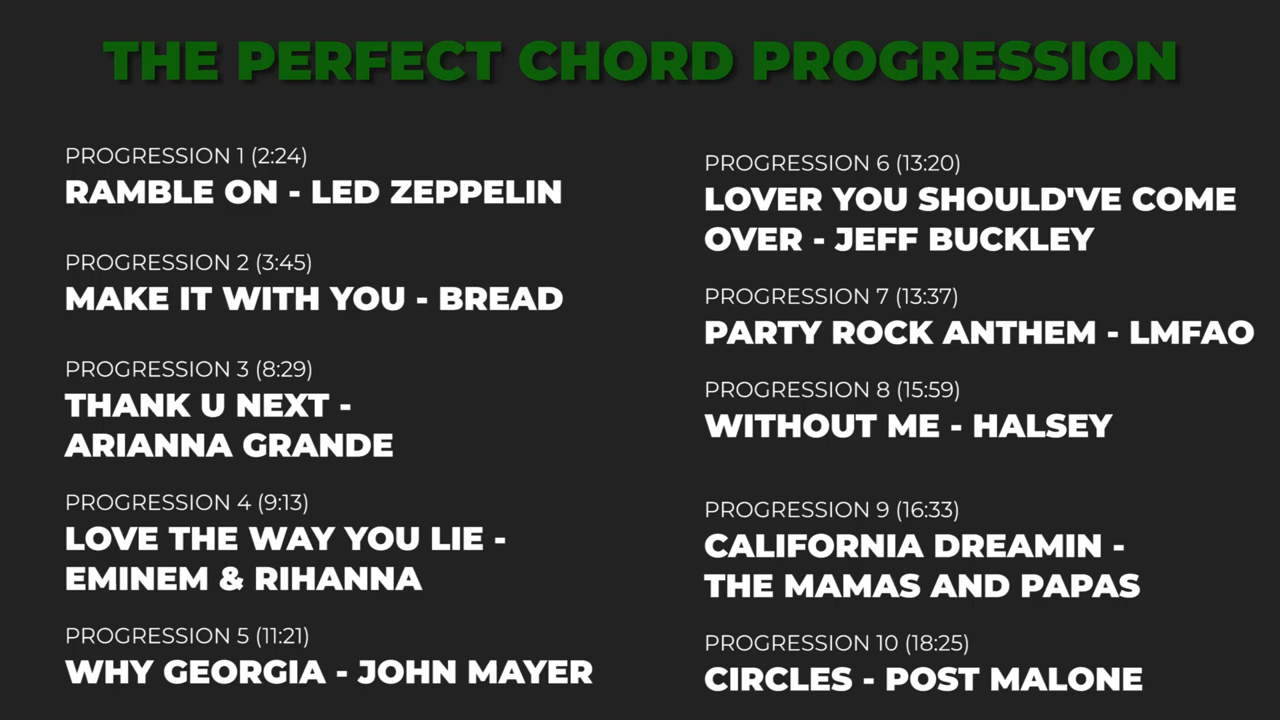 THE PERFECT CHORD PROGRESSION
PROGRESSION 1 (2:24)
RAMBLE ON - LED ZEPPELIN
PROGRESSION 2 (3:45)
MAKE IT WITH YOU - BREAD
PROGRESSION 3 (8:29)
THANK U NEXT -
ARIANNA GRANDE
PROGRESSION 4 (9:13)
LOVE THE WAY YOU LIE -
EMINEM & RIHANNA
PROGRESSION 5 (11:21)
WHY GEORGIA - JOHN MAYER
PROGRESSION 6 (13:20)
LOVER YOU SHOULD'VE COME
OVER - JEFF BUCKLEY
PROGRESSION 7 (13:37)
PARTY ROCK ANTHEM - LMFAO
PROGRESSION 8 (15:59)
WITHOUT ME - HALSEY
PROGRESSION 9 (16:33)
CALIFORNIA DREAMIN -
THE MAMAS AND PAPAS
PROGRESSION 10 (18:25)
CIRCLES - POST MALONE